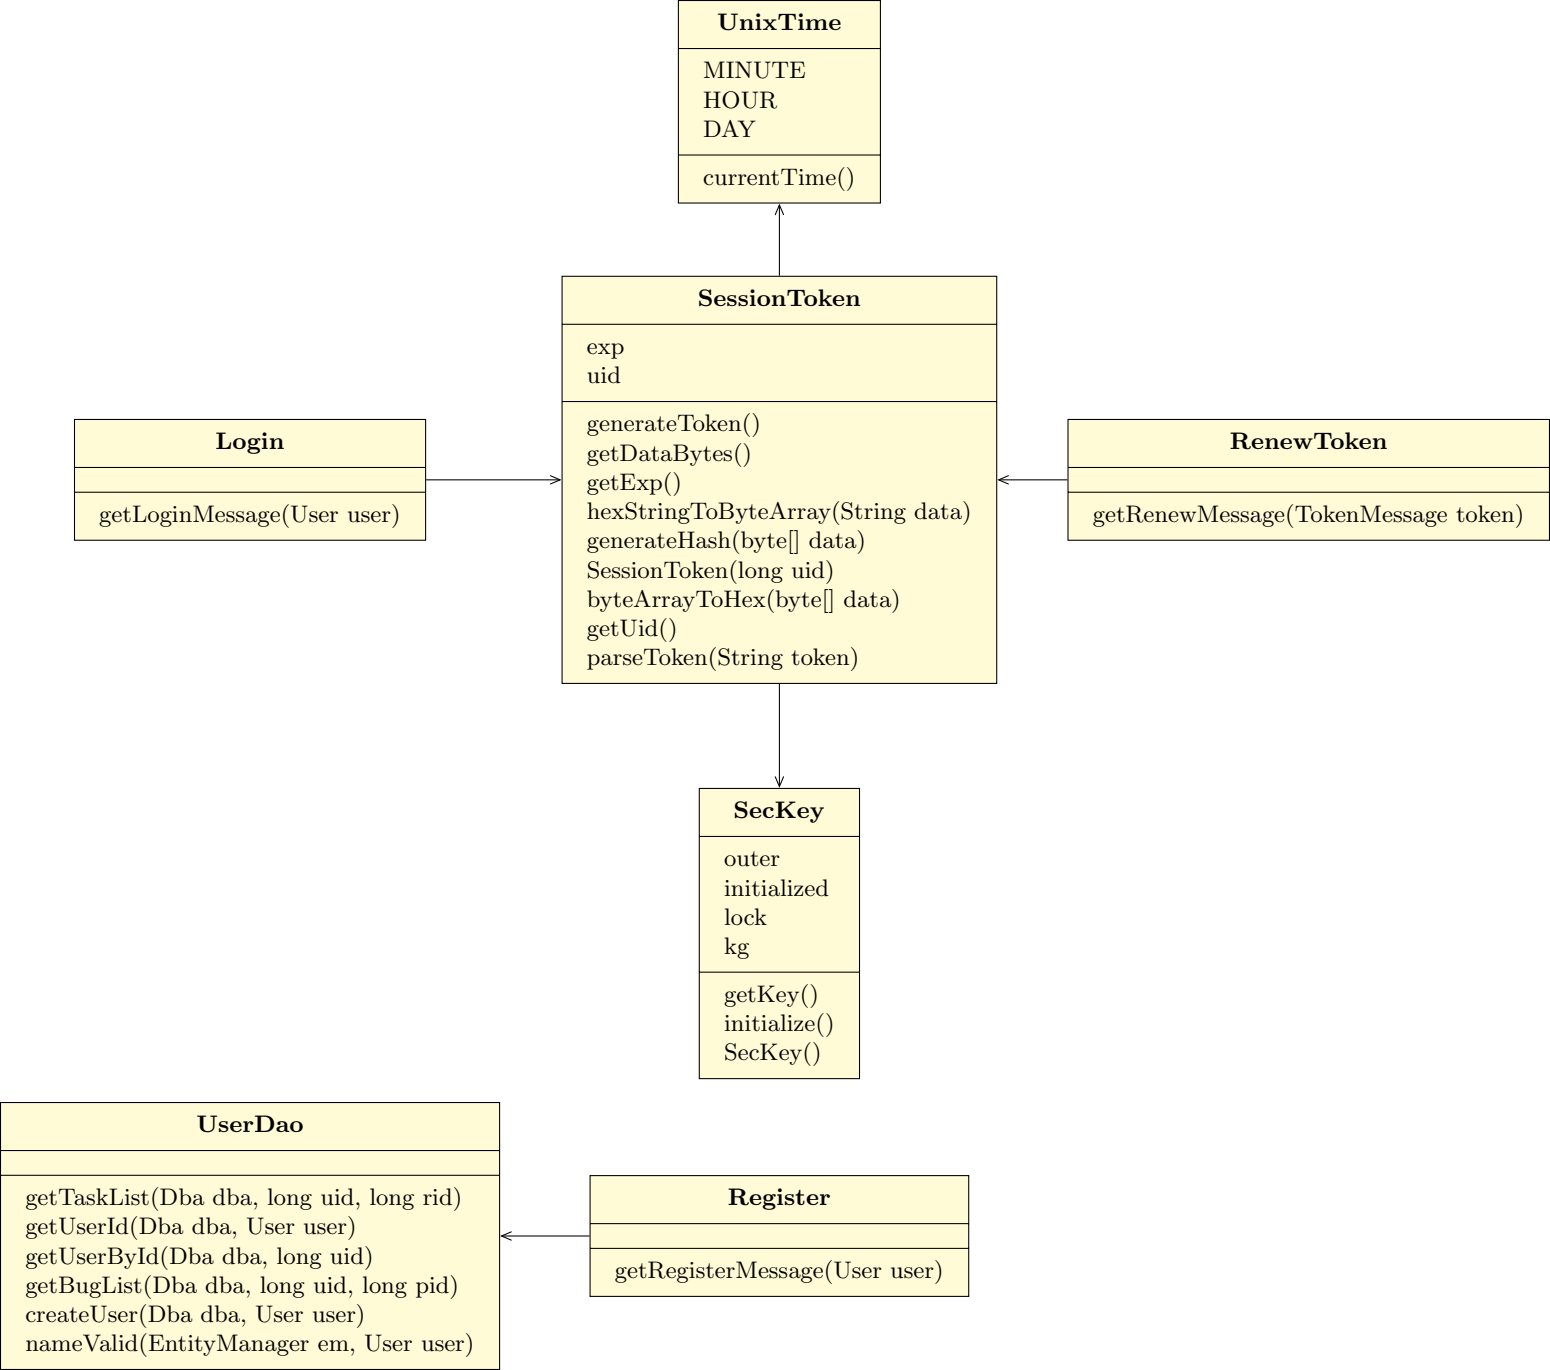 UnixTime
MINUTE
HOUR
DAY
currentTime()
SessionToken
exp
uid
generateToken()
getDataBytes()
getExp()
hexStringToByteArray(String data)
generateHash(byte[] data)
SessionToken(long uid)
byteArrayToHex(byte[] data)
getUid()
parseToken(String token)
Login
getLoginMessage(User user)
RenewToken
getRenewMessage(TokenMessage token)
SecKey
outer
initialized
lock
kg
getKey()
initialize()
SecKey()
UserDao
getTaskList(Dba dba, long uid, long rid)
getUserId(Dba dba, User user)
getUserById(Dba dba, long uid)
getBugList(Dba dba, long uid, long pid)
createUser(Dba dba, User user)
nameValid(EntityManager em, User user)
Register
getRegisterMessage(User user)